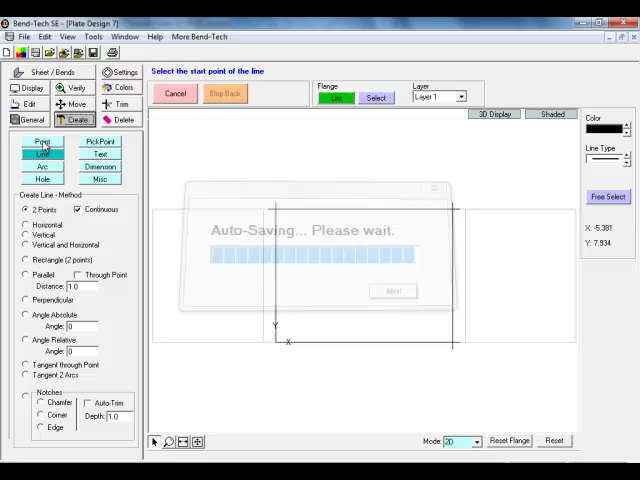 Bend-Tech SE - [Plate Design 7]
File Edit View Tools Window Help More Bend-Tech
Sheet / Bends Settings
Display Verify Colors
Edit Move Trim
General Create Delete
Select the start point of the line
Cancel Step Back
Flange
List Select
Layer
Layer 1
3D Display Shaded
Point PickPoint
Line Text
Arc Dimension
Hole Misc
Create Line - Method
2 Points Continuous
Horizontal
Vertical
Vertical and Horizontal
Rectangle (2 points)
Parallel Through Point
Distance: 1.0
Perpendicular
Angle Absolute
Angle: 0
Angle Relative
Angle: 0
Tangent through Point
Tangent 2 Arcs
Notches
Chamfer Auto-Trim
Corner Depth: 1.0
Edge
Auto-Saving... Please wait.
Abort
Y
X
Color
Line Type
Free Select
X: -5.381
Y: 7.934
Mode: 2D Reset Flange Reset